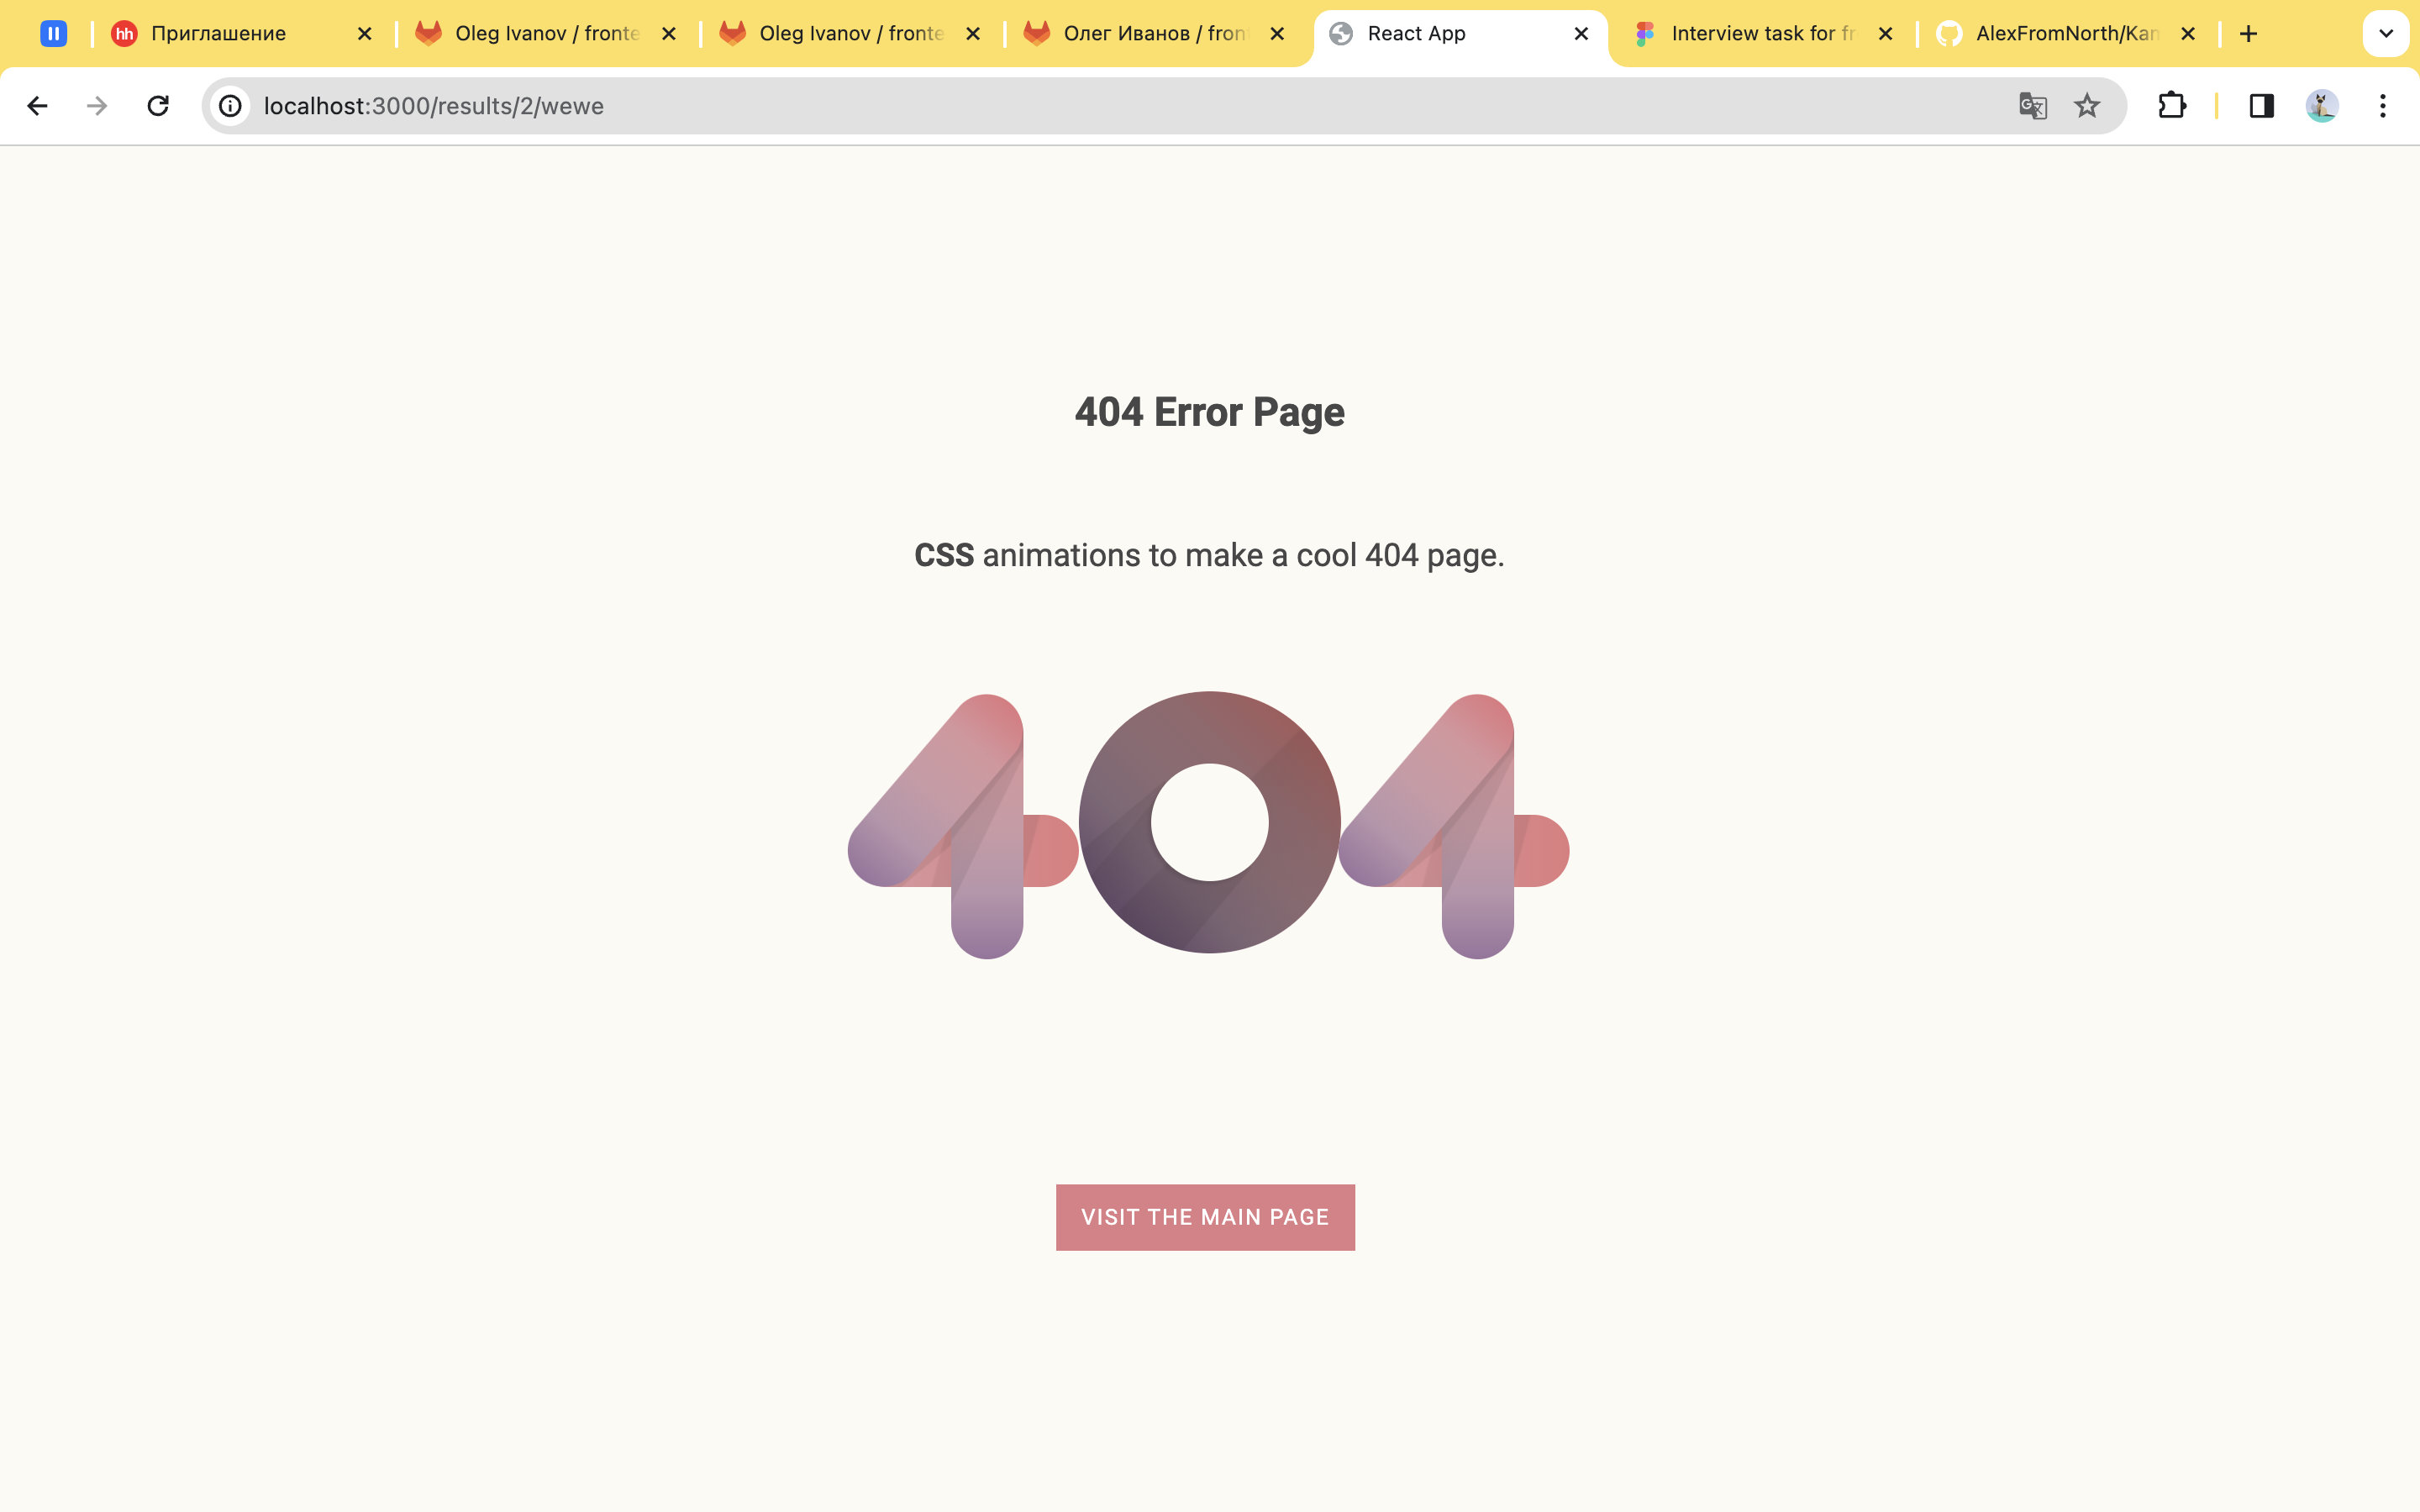 hh Приглашение Oleg Ivanov / fronte Oleg Ivanov / fronte Олег Иванов / front React App Interview task for fr AlexFromNorth/Kan
localhost:3000/results/2/wewe
404 Error Page
CSS animations to make a cool 404 page.
404
VISIT THE MAIN PAGE